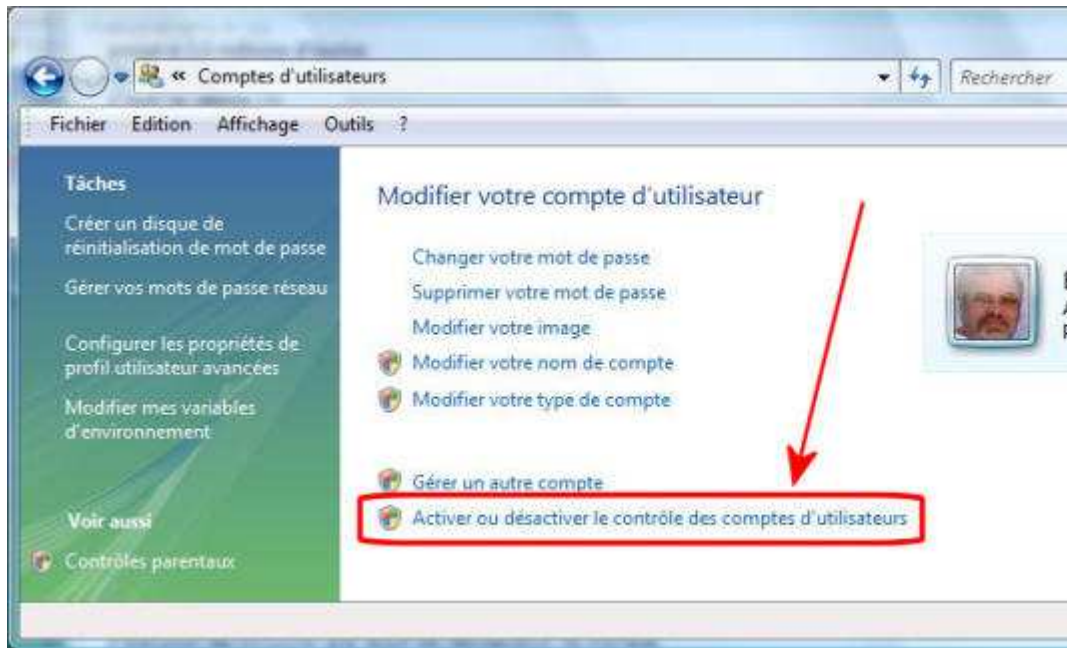 « Comptes d'utilisateurs
Rechercher
Fichier Edition Affichage Outils ?
Tâches
Créer un disque de
réinitialisation de mot de passe
Gérer vos mots de passe réseau
Configurer les propriétés de
profil utilisateur avancées
Modifier mes variables
d'environnement
Voir aussi
Contrôles parentaux
Modifier votre compte d'utilisateur
Changer votre mot de passe
Supprimer votre mot de passe
Modifier votre image
Modifier votre nom de compte
Modifier votre type de compte
Gérer un autre compte
Activer ou désactiver le contrôle des comptes d'utilisateurs